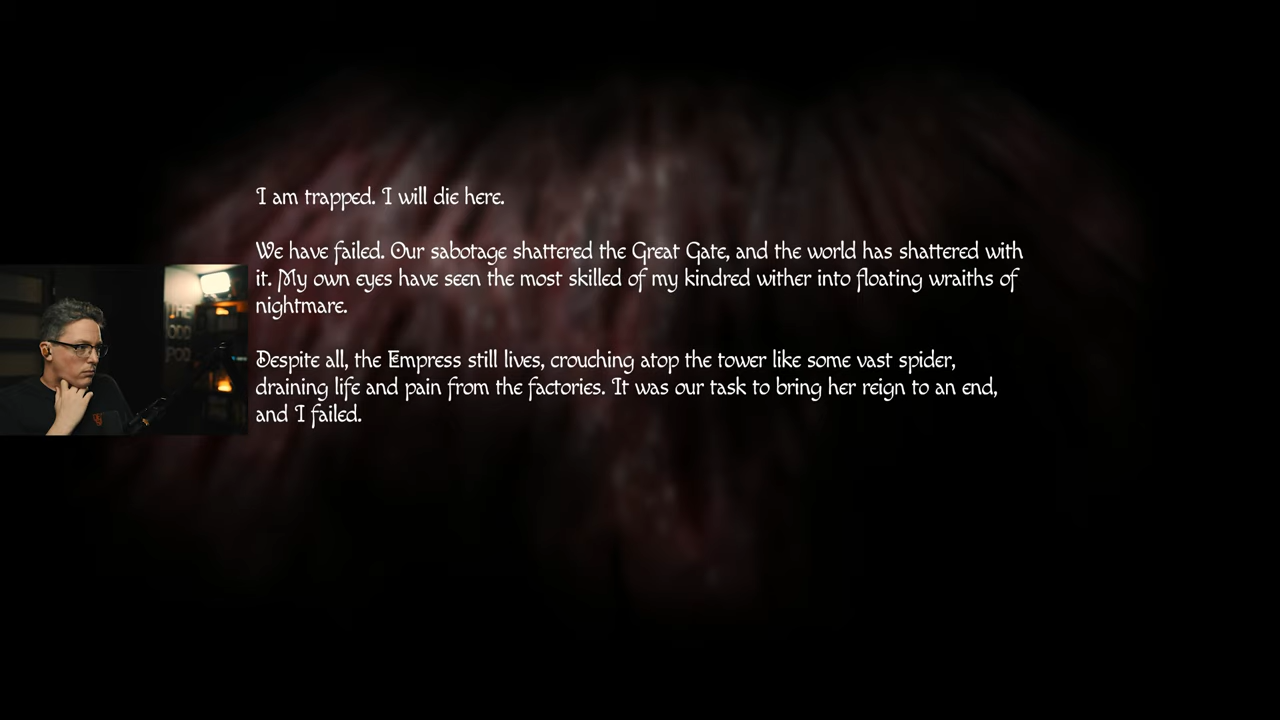 I am trapped. I will die here.
We have failed. Our sabotage shattered the Great Gate, and the world has shattered with
it. My own eyes have seen the most skilled of my kindred wither into floating wraiths of
nightmare.
Despite all, the Empress still lives, crouching atop the tower like some vast spider,
draining life and pain from the factories. It was our task to bring her reign to an end,
and I failed.
THE
ODD
POD